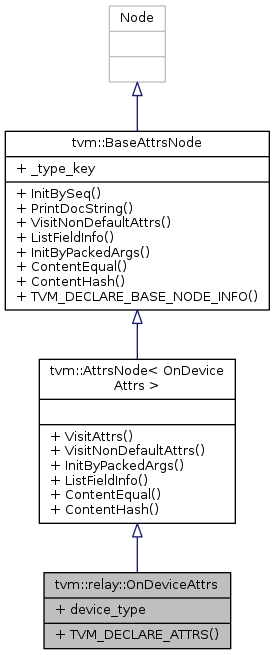 Node
tvm::BaseAttrsNode
+ _type_key
+ InitBySeq()
+ PrintDocString()
+ VisitNonDefaultAttrs()
+ ListFieldInfo()
+ InitByPackedArgs()
+ ContentEqual()
+ ContentHash()
+ TVM_DECLARE_BASE_NODE_INFO()
tvm::AttrsNode< OnDevice
Attrs >
+ VisitAttrs()
+ VisitNonDefaultAttrs()
+ InitByPackedArgs()
+ ListFieldInfo()
+ ContentEqual()
+ ContentHash()
tvm::relay::OnDeviceAttrs
+ device_type
+ TVM_DECLARE_ATTRS()